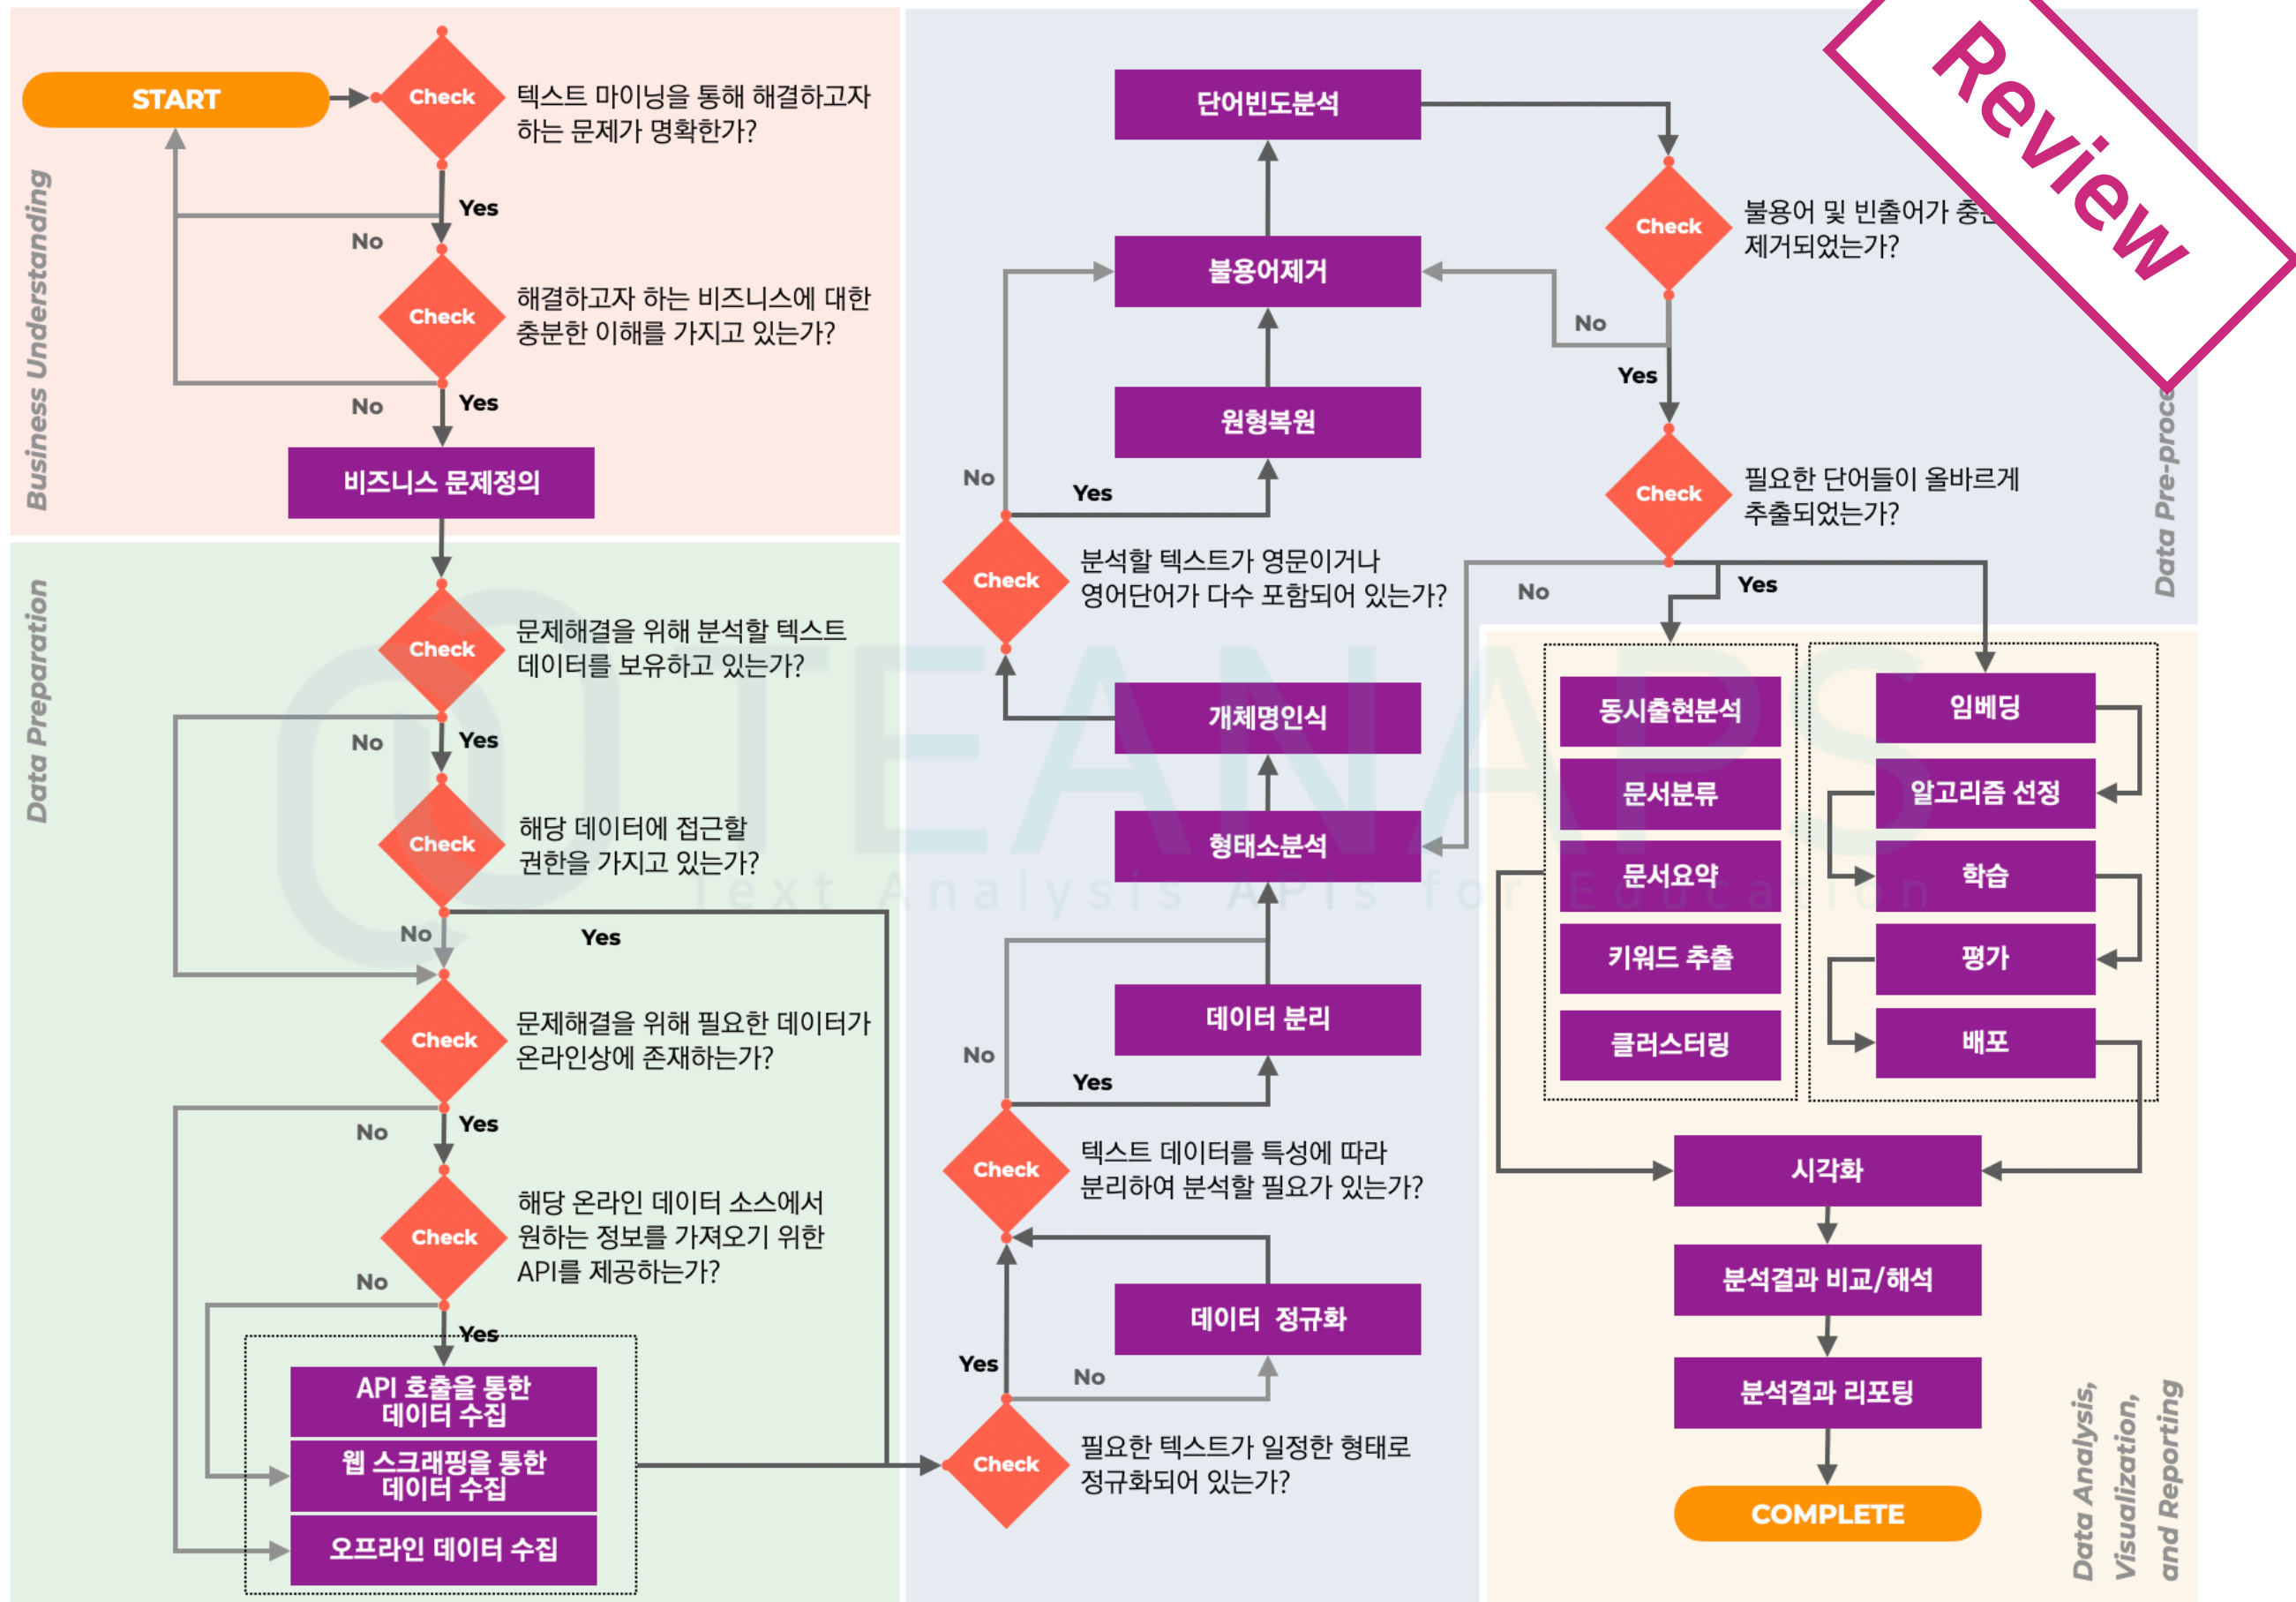 START
Check
텍스트 마이닝을 통해 해결하고자
하는 문제가 명확한가?
Yes
No
Check
해결하고자 하는 비즈니스에 대한
충분한 이해를 가지고 있는가?
No
Yes
비즈니스 문제정의
Business Understanding
Data Preparation
Check
문제해결을 위해 분석할 텍스트
데이터를 보유하고 있는가?
No
Yes
Check
해당 데이터에 접근할
권한을 가지고 있는가?
No
Yes
Check
문제해결을 위해 필요한 데이터가
온라인상에 존재하는가?
No
Yes
Check
해당 온라인 데이터 소스에서
원하는 정보를 가져오기 위한
API를 제공하는가?
No
Yes
API 호출을 통한
데이터 수집
웹 스크래핑을 통한
데이터 수집
오프라인 데이터 수집
단어빈도분석
불용어제거
원형복원
No
Yes
Check
분석할 텍스트가 영문이거나
영어단어가 다수 포함되어 있는가?
개체명인식
형태소분석
데이터 분리
No
Yes
Check
텍스트 데이터를 특성에 따라
분리하여 분석할 필요가 있는가?
데이터 정규화
Yes
No
Check
필요한 텍스트가 일정한 형태로
정규화되어 있는가?
Check
불용어 및 빈출어가
제거되었는가?
No
Yes
Check
필요한 단어들이 올바르게
추출되었는가?
No
Yes
Review
Data
동시출현분석
문서분류
문서요약
키워드 추출
클러스터링
임베딩
알고리즘 선정
학습
평가
배포
시각화
분석결과 비교/해석
분석결과 리포팅
COMPLETE
Data Analysis,
Visualization,
and Reporting
TEANAPS
Text Analysis APIs for Education